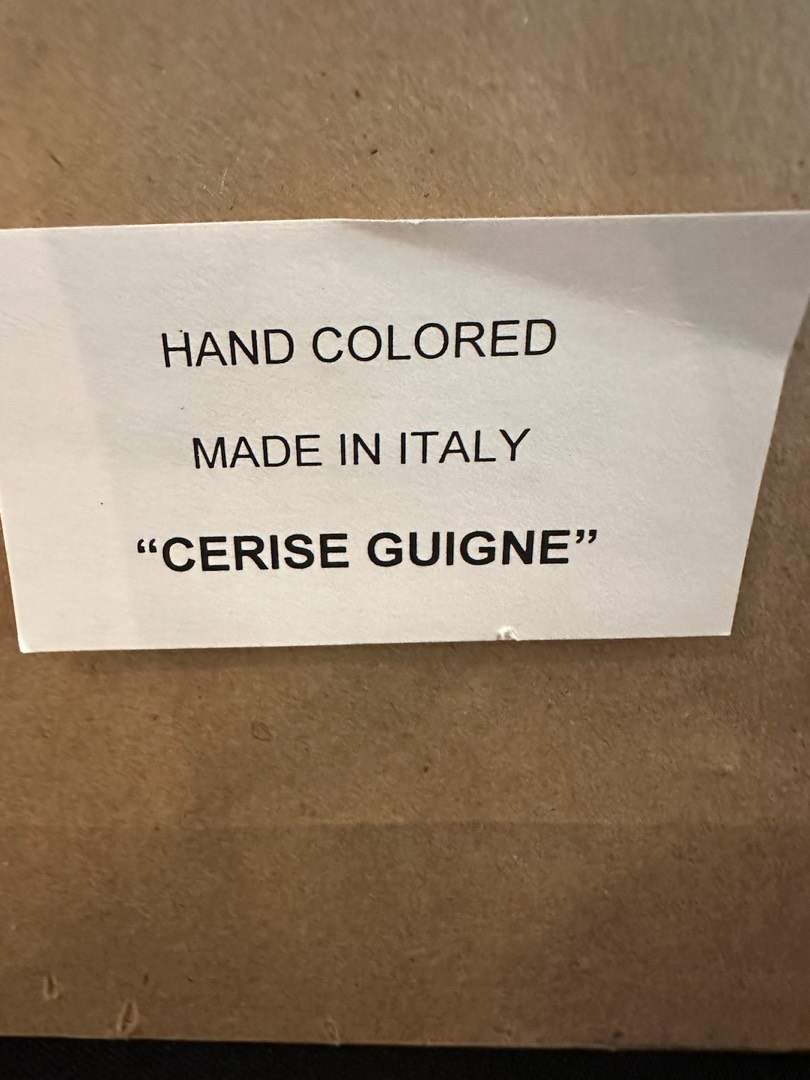 HAND COLORED
MADE IN ITALY
“CERISE GUIGNE”